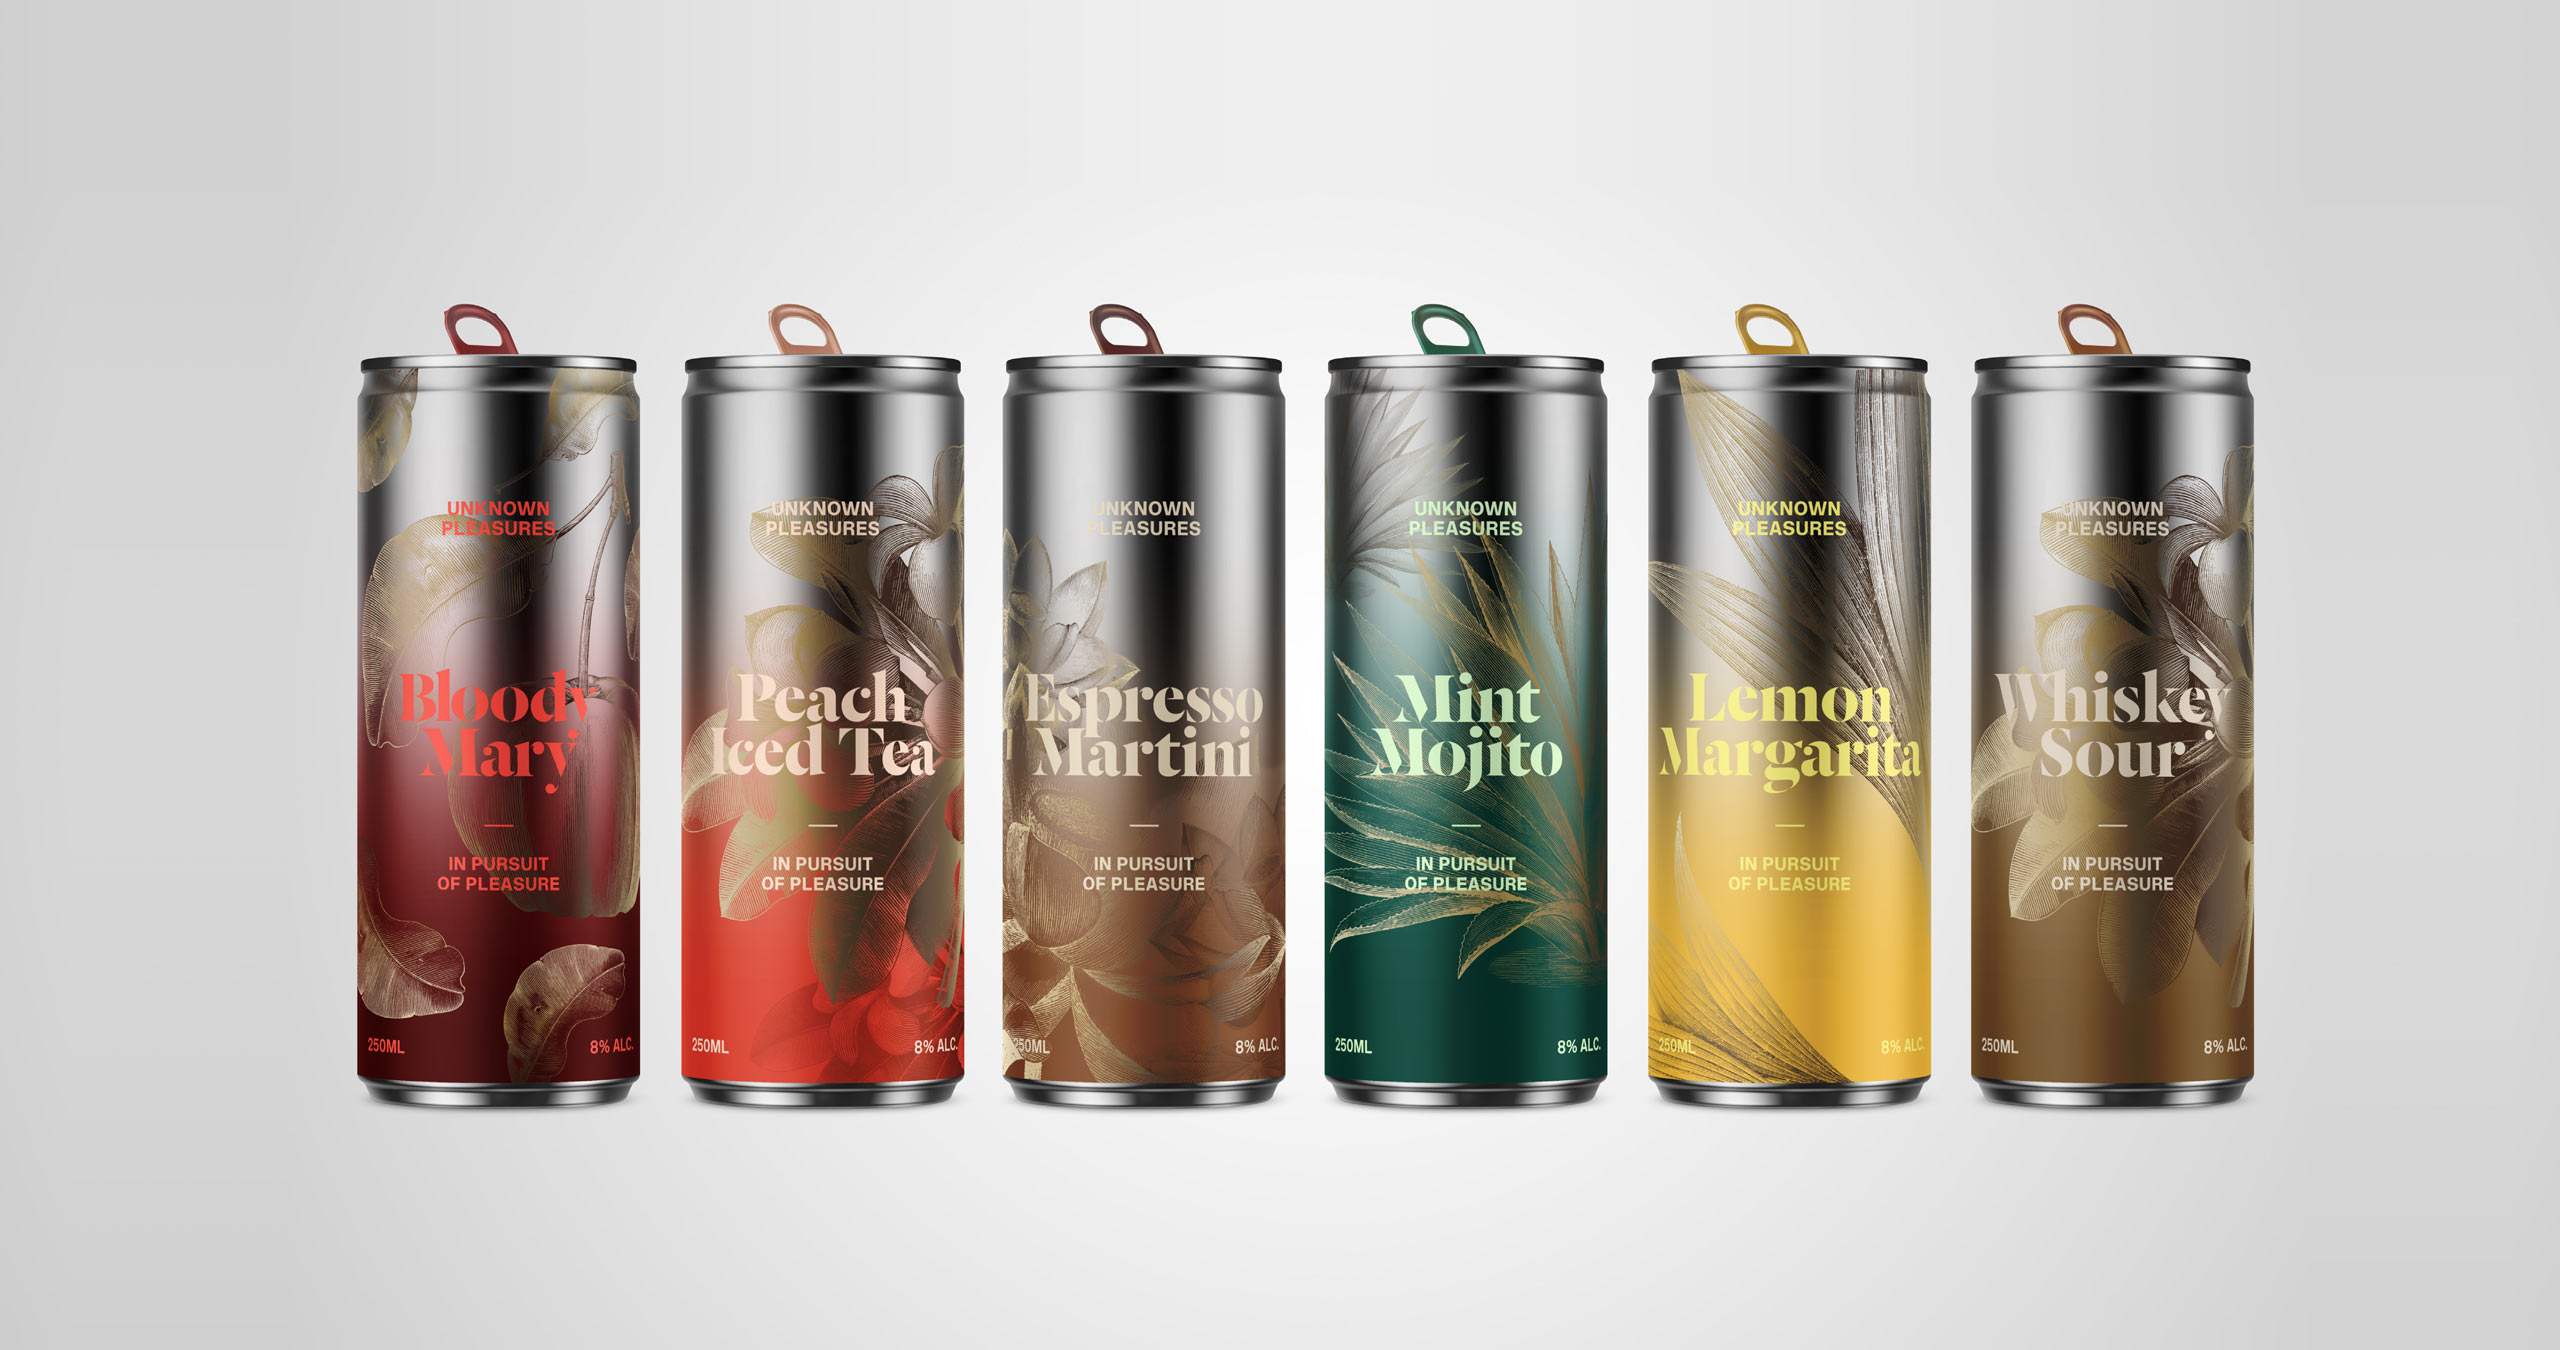 UNKNOWN
PLEASURES
Bloody
Mary
IN PURSUIT
OF PLEASURE
250ML
8% ALC.
UNKNOWN
PLEASURES
Peach
Iced Tea
IN PURSUIT
OF PLEASURE
250ML
8% ALC.
UNKNOWN
PLEASURES
Espresso
Martini
IN PURSUIT
OF PLEASURE
250ML
8% ALC.
UNKNOWN
PLEASURES
Mint
Mojito
IN PURSUIT
OF PLEASURE
250ML
8% ALC.
UNKNOWN
PLEASURES
Lemon
Margarita
IN PURSUIT
OF PLEASURE
250ML
8% ALC.
UNKNOWN
PLEASURES
Whiskey
Sour
IN PURSUIT
OF PLEASURE
250ML
8% ALC.